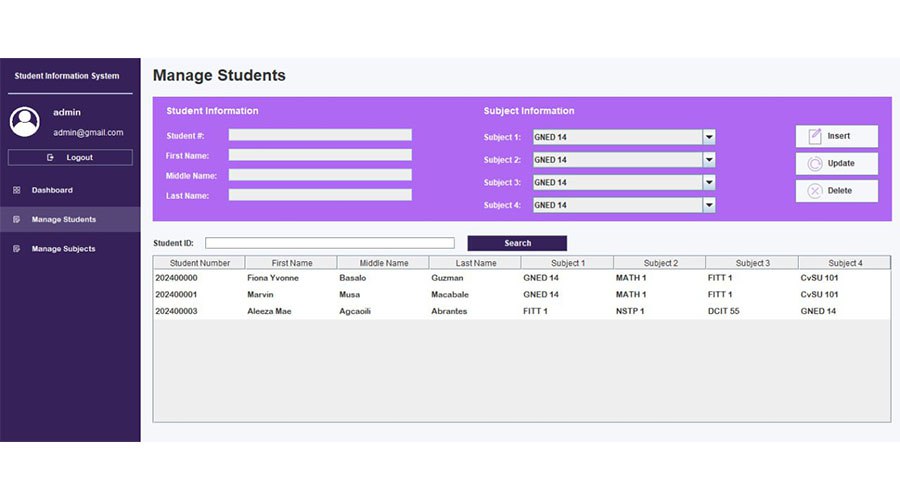 Student Information System
admin
admin@gmail.com
Logout
Dashboard
Manage Students
Manage Subjects
Manage Students
Student Information
Student #:
First Name:
Middle Name:
Last Name:
Subject Information
Subject 1: GNED 14
Subject 2: GNED 14
Subject 3: GNED 14
Subject 4: GNED 14
Insert
Update
Delete
Student ID: Search
Student Number First Name Middle Name Last Name Subject 1 Subject 2 Subject 3 Subject 4
202400000 Fiona Yvonne Basalo Guzman GNED 14 MATH 1 FITT 1 CvSU 101
202400001 Marvin Musa Macabale GNED 14 MATH 1 FITT 1 CvSU 101
202400003 Aleeza Mae Agcaoili Abrantes FITT 1 NSTP 1 DCIT 55 GNED 14